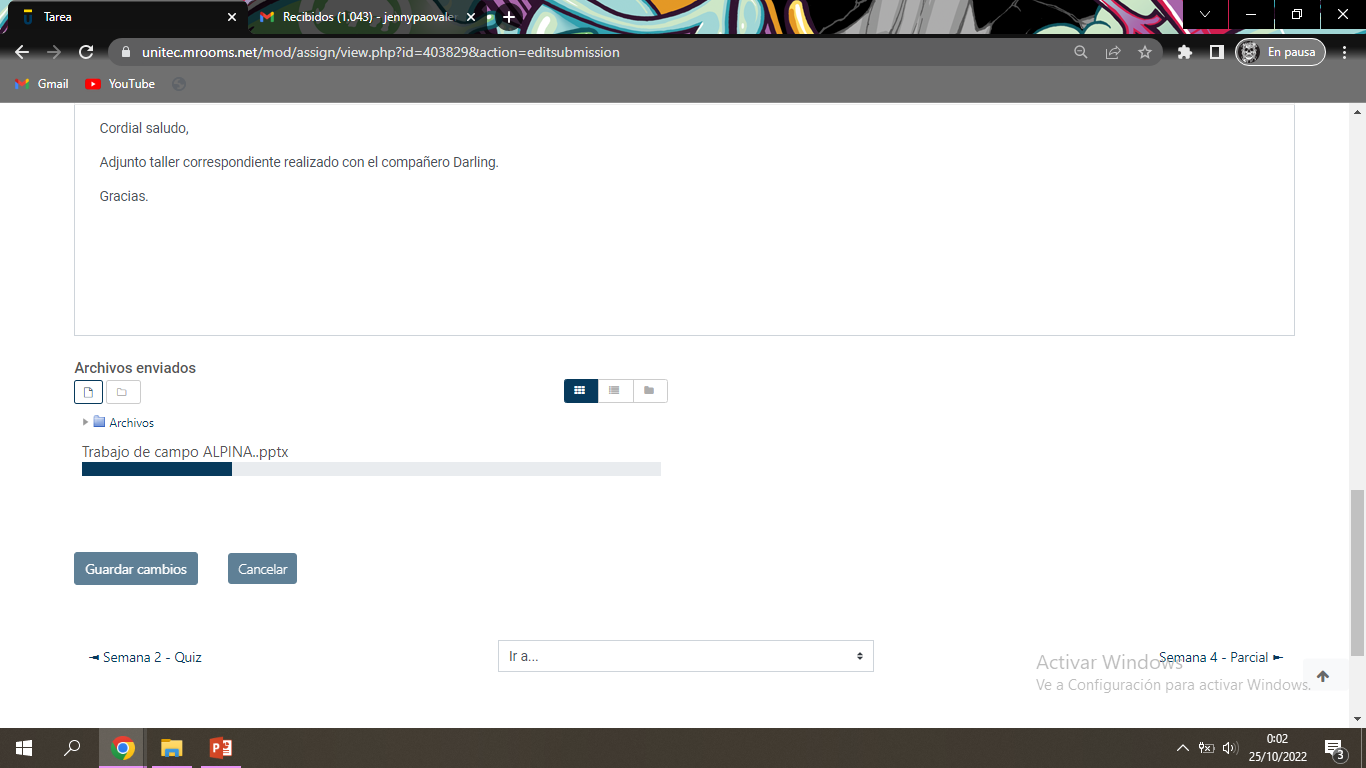 Tarea
Recibidos (1.043) - jennypaovaler
unitec.mrooms.net/mod/assign/view.php?id=403829&action=editsubmission
En pausa
Gmail
YouTube
Cordial saludo,
Adjunto taller correspondiente realizado con el compañero Darling.
Gracias.
Archivos enviados
Archivos
Trabajo de campo ALPINA..pptx
Guardar cambios
Cancelar
◄ Semana 2 - Quiz
Ir a...
Semana 4 - Parcial ►
Activar Windows
Ve a Configuración para activar Windows.
0:02
25/10/2022
3